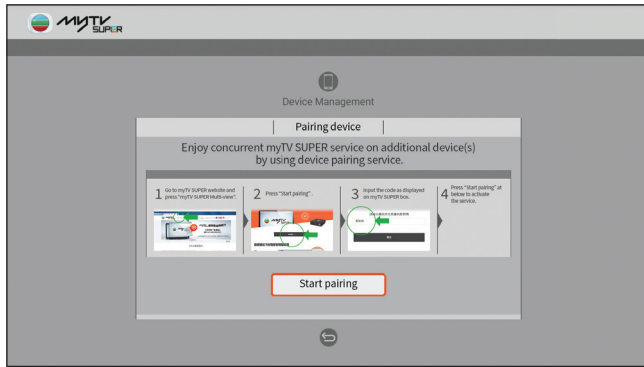 myTV
SUPER
Device Management
Pairing device
Enjoy concurrent myTV SUPER service on additional device(s)
by using device pairing service.
1 Go to myTV SUPER website and
press "myTV SUPER Multi-view".
2 Press "Start pairing" .
3 Input the code as displayed
on myTV SUPER box.
4 Press "Start pairing" at
below to activate
the service.
Start pairing